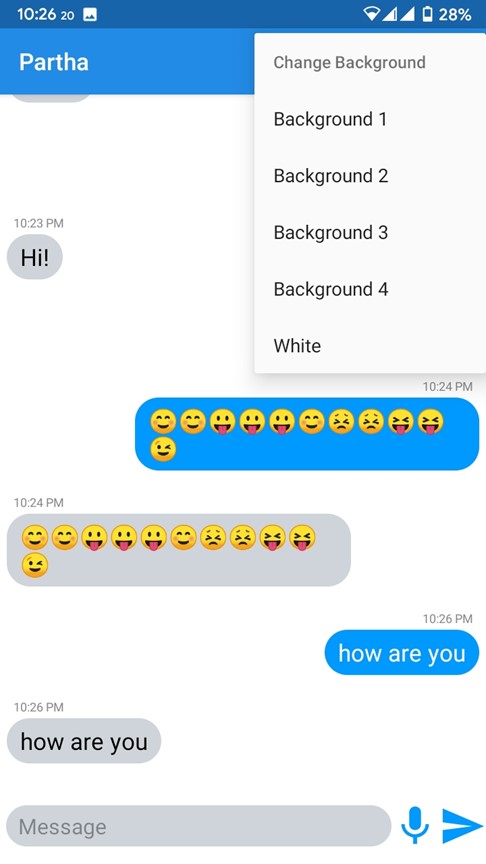 10:26 20 28%
Partha
Change Background
Background 1
Background 2
Background 3
Background 4
White
10:23 PM
Hi!
10:24 PM
😊😊😛😛😛😊😣😣😝😝
😉
10:24 PM
😊😊😛😛😛😊😣😣😝😝
😉
10:26 PM
how are you
10:26 PM
how are you
Message